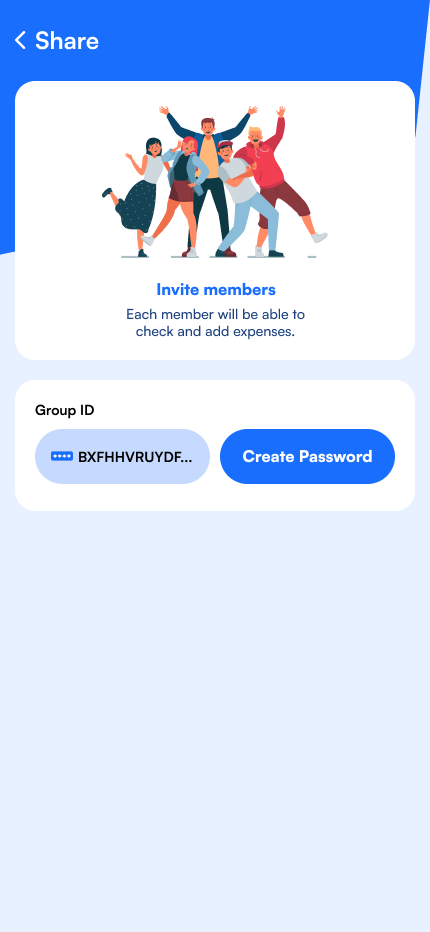 Share
Invite members
Each member will be able to
check and add expenses.
Group ID
BXFHHVRUYDF...
Create Password